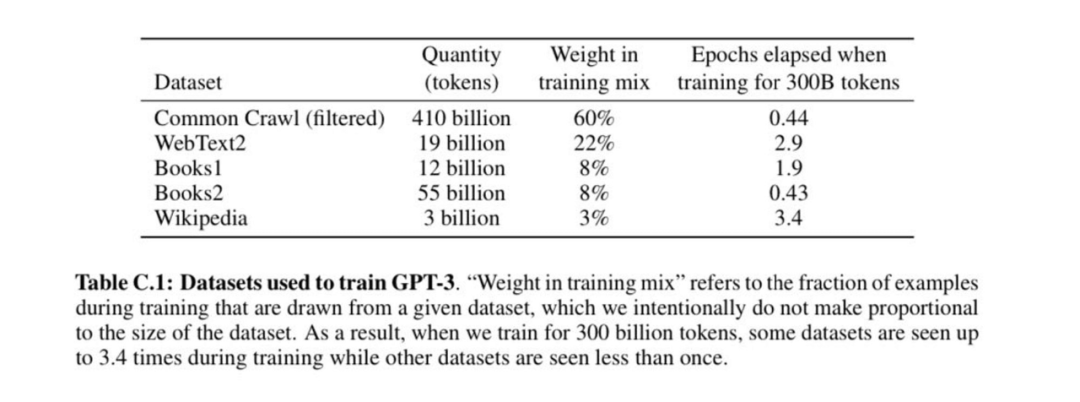 Dataset Quantity (tokens) Weight in training mix Epochs elapsed when training for 300B tokens
Common Crawl (filtered) 410 billion 60% 0.44
WebText2 19 billion 22% 2.9
Books1 12 billion 8% 1.9
Books2 55 billion 8% 0.43
Wikipedia 3 billion 3% 3.4
Table C.1: Datasets used to train GPT-3. “Weight in training mix” refers to the fraction of examples
during training that are drawn from a given dataset, which we intentionally do not make proportional
to the size of the dataset. As a result, when we train for 300 billion tokens, some datasets are seen up
to 3.4 times during training while other datasets are seen less than once.